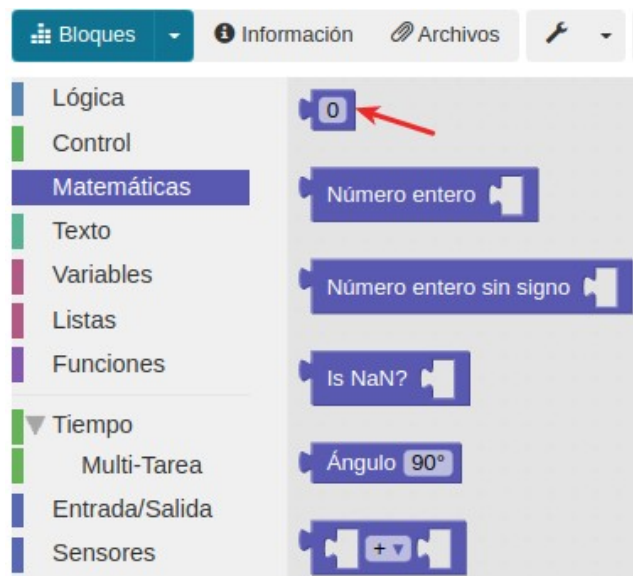 Bloques Información Archivos
Lógica
Control
Matemáticas
Texto
Variables
Listas
Funciones
Tiempo
Multi-Tarea
Entrada/Salida
Sensores
0
Número entero
Número entero sin signo
Is NaN?
Ángulo 90°
+